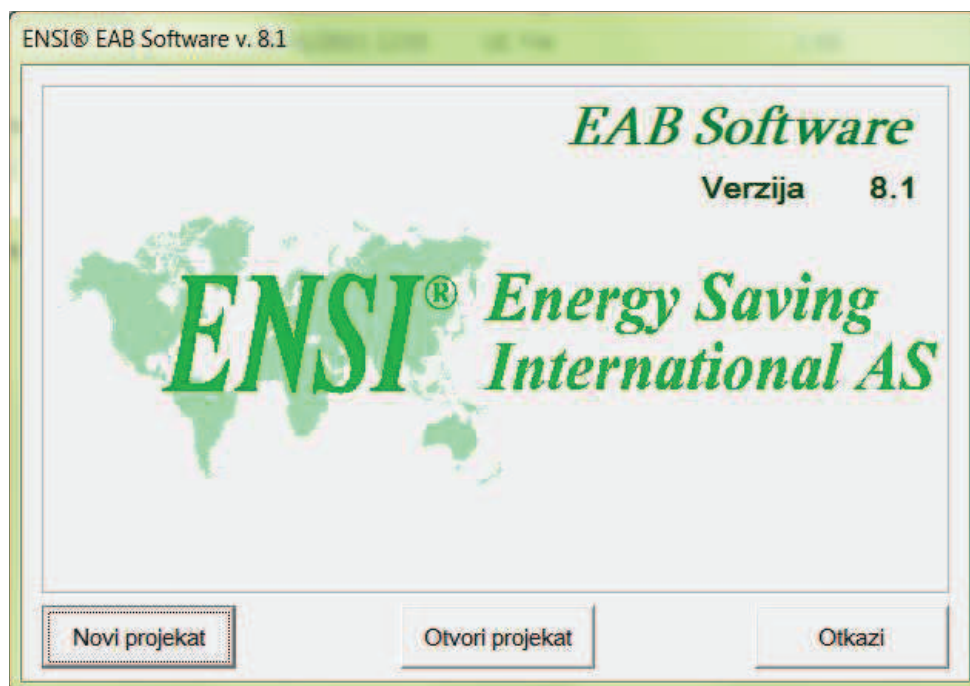 ENSI® EAB Software v. 8.1
EAB Software
Verzija 8.1
ENSI® Energy Saving
International AS
Novi projekat Otvori projekat Otkazi